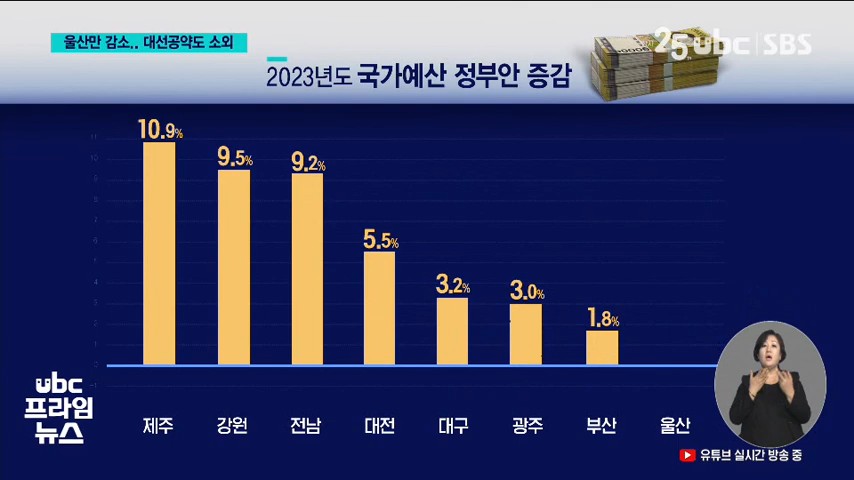 울산만 감소.. 대선공약도 소외
25 ubc SBS
2023년도 국가예산 정부안 증감
10.9%
9.5%
9.2%
5.5%
3.2%
3.0%
1.8%
제주 강원 전남 대전 대구 광주 부산 울산
ubc
프라임
뉴스
유튜브 실시간 방송 중